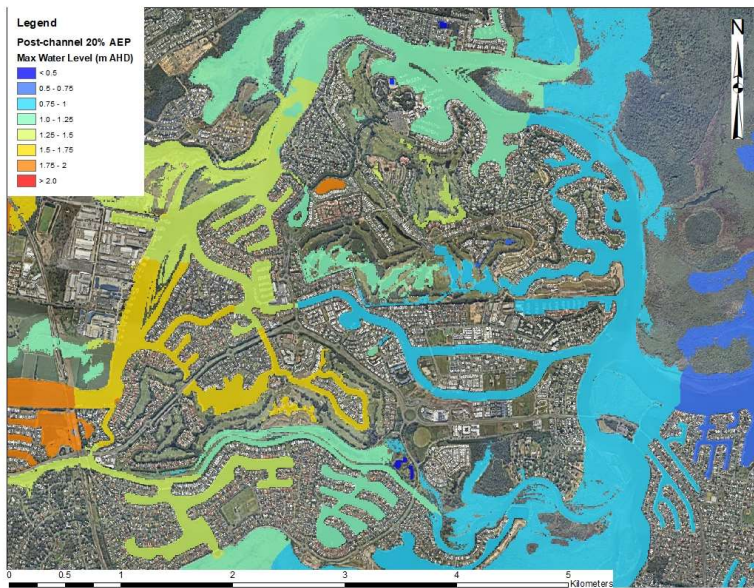 Legend
Post-channel 20% AEP
Max Water Level (m AHD)
< 0.5
0.5 - 0.75
0.75 - 1
1.0 - 1.25
1.25 - 1.5
1.5 - 1.75
1.75 - 2
> 2.0
N
0 0.5 1 2 3 4 5
Kilometers